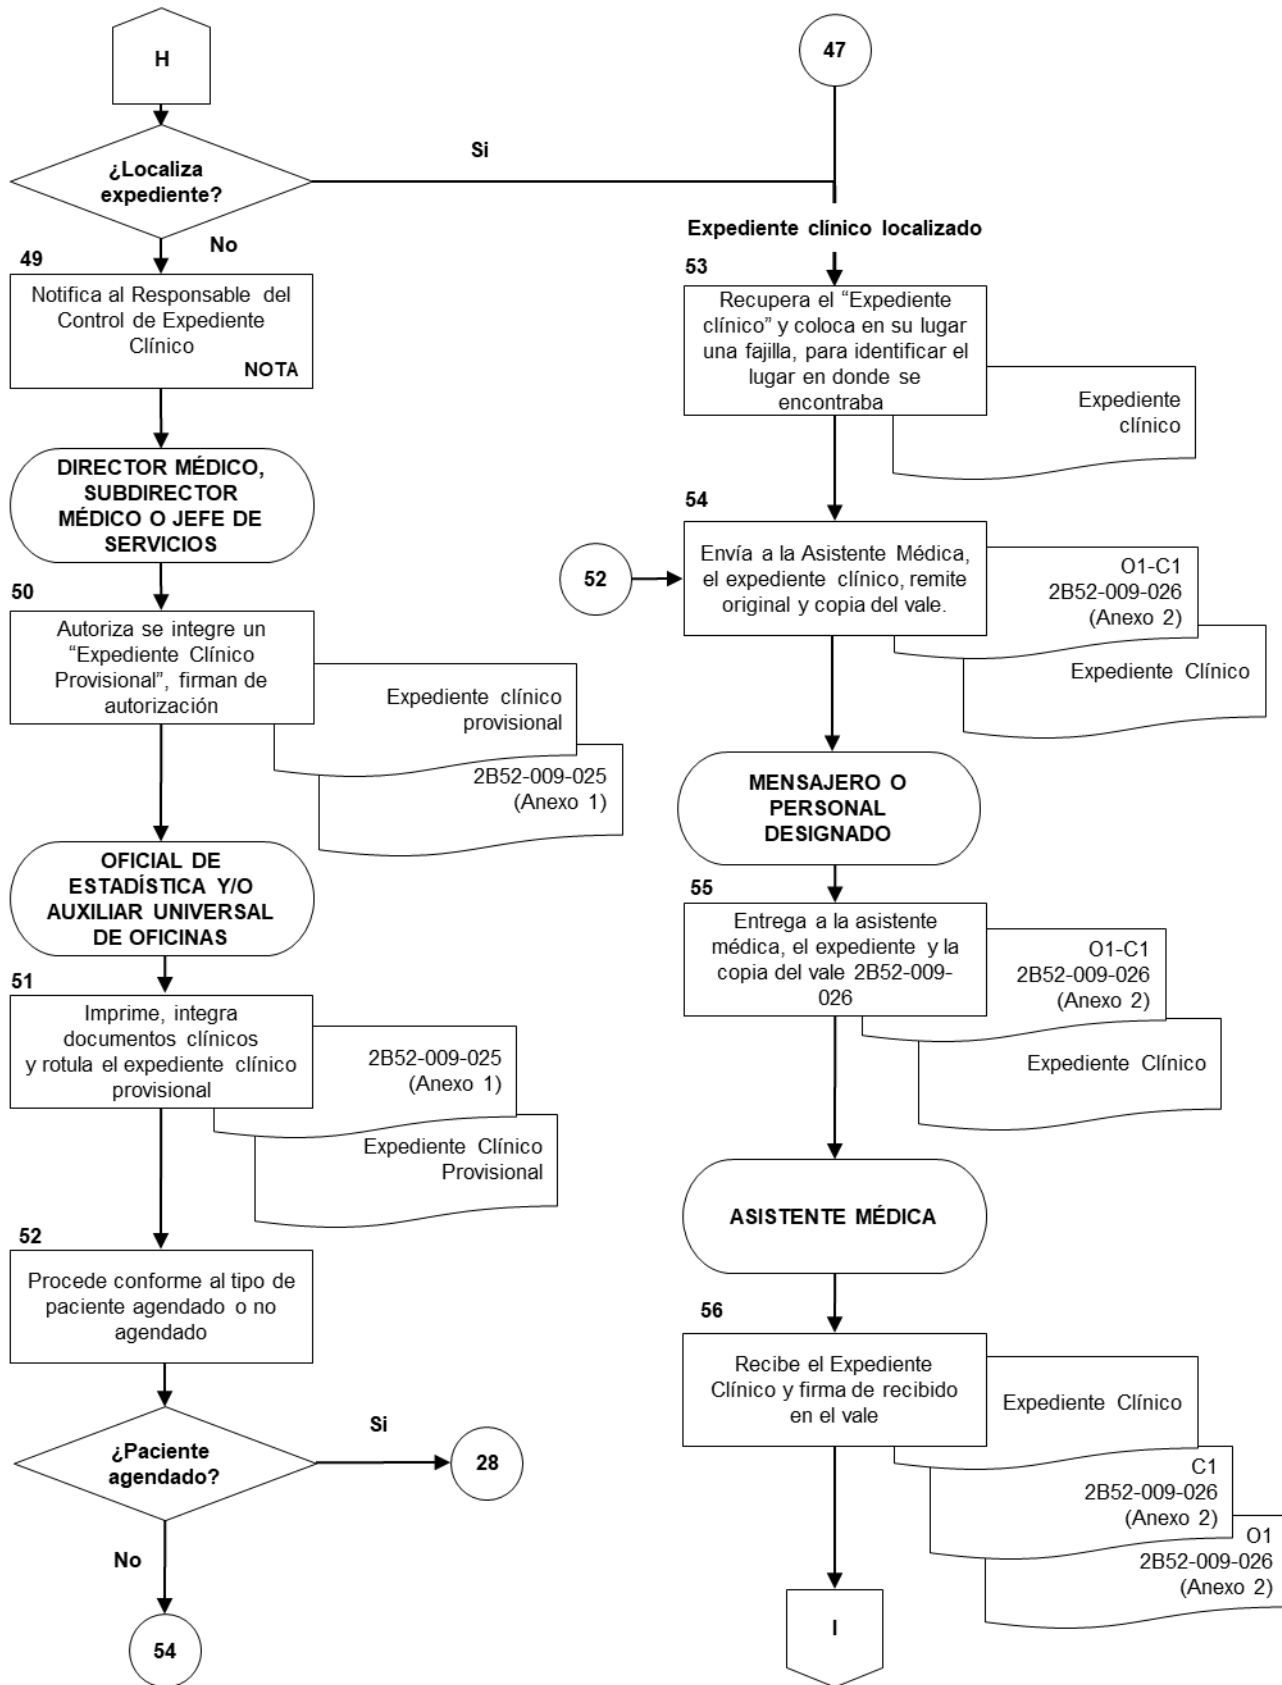 H
¿Localiza
expediente?
Si
No
49
Notifica al Responsable del
Control de Expediente
Clínico
NOTA
DIRECTOR MÉDICO,
SUBDIRECTOR
MÉDICO O JEFE DE
SERVICIOS
50
Autoriza se integre un
“Expediente Clínico
Provisional”, firman de
autorización
Expediente clínico
provisional
2B52-009-025
(Anexo 1)
OFICIAL DE
ESTADÍSTICA Y/O
AUXILIAR UNIVERSAL
DE OFICINAS
51
Imprime, integra
documentos clínicos
y rotula el expediente clínico
provisional
2B52-009-025
(Anexo 1)
Expediente Clínico
Provisional
52
Procede conforme al tipo de
paciente agendado o no
agendado
¿Paciente
agendado?
Si
28
No
54
47
Expediente clínico localizado
53
Recupera el “Expediente
clínico” y coloca en su lugar
una fajilla, para identificar el
lugar en donde se
encontraba
Expediente
clínico
54
52
Envía a la Asistente Médica,
el expediente clínico, remite
original y copia del vale.
O1-C1
2B52-009-026
(Anexo 2)
Expediente Clínico
MENSAJERO O
PERSONAL
DESIGNADO
55
Entrega a la asistente
médica, el expediente y la
copia del vale 2B52-009-
026
O1-C1
2B52-009-026
(Anexo 2)
Expediente Clínico
ASISTENTE MÉDICA
56
Recibe el Expediente
Clínico y firma de recibido
en el vale
Expediente Clínico
C1
2B52-009-026
(Anexo 2)
O1
2B52-009-026
(Anexo 2)
I